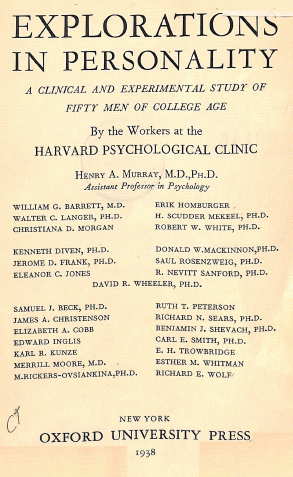 EXPLORATIONS
IN PERSONALITY
A CLINICAL AND EXPERIMENTAL STUDY OF
FIFTY MEN OF COLLEGE AGE
By the Workers at the
HARVARD PSYCHOLOGICAL CLINIC
HENRY A. MURRAY, M.D., PH.D.
Assistant Professor in Psychology
WILLIAM G. BARRETT, M.D.
WALTER C. LANGER, PH.D.
CHRISTIANA D. MORGAN
ERIK HOMBURGER
H. SCUDDER MEKEEL, PH.D.
ROBERT W. WHITE, PH.D.
KENNETH DIVEN, PH.D.
JEROME D. FRANK, PH.D.
ELEANOR C. JONES
DONALD W. MACKINNON, PH.D.
SAUL ROSENZWEIG, PH.D.
R. NEVITT SANFORD, PH.D.
DAVID R. WHEELER, PH.D.
SAMUEL J. BECK, PH.D.
JAMES A. CHRISTENSON
ELIZABETH A. COBB
EDWARD INGLIS
KARL R. KUNZE
MERRILL MOORE, M.D.
M. RICKERS-OVSIANKINA, PH.D.
RUTH T. PETERSON
RICHARD N. SEARS, PH.D.
BENJAMIN J. SHEVACH, PH.D.
CARL E. SMITH, PH.D.
E. H. TROWBRIDGE
ESTHER M. WHITMAN
RICHARD E. WOLF
NEW YORK
OXFORD UNIVERSITY PRESS
1938